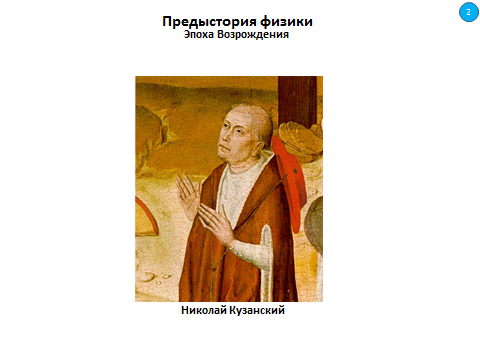 Предыстория физики
Эпоха Возрождения
2
Николай Кузанский